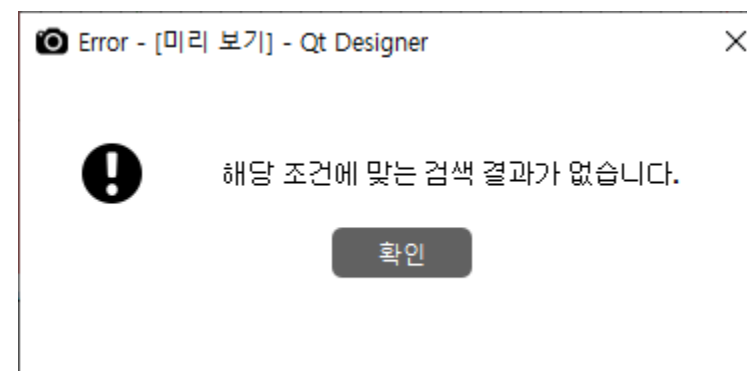 Error - [미리 보기] - Qt Designer
해당 조건에 맞는 검색 결과가 없습니다.
확인